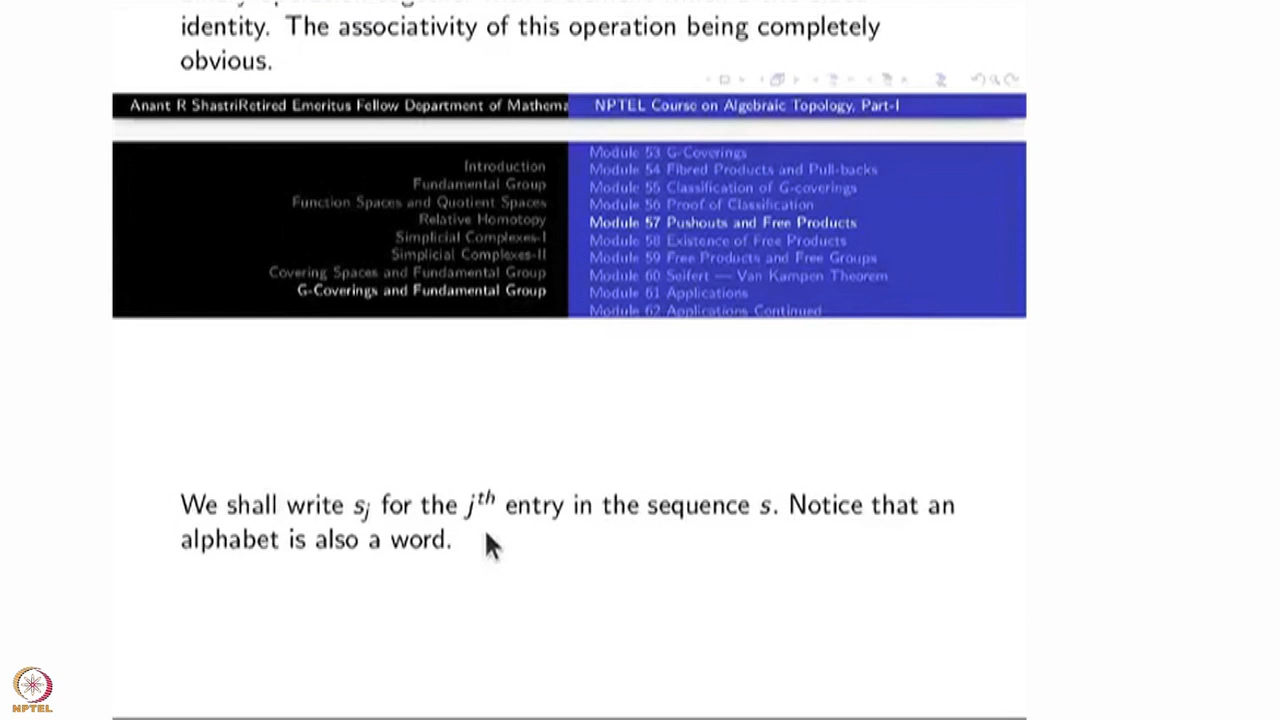 identity. The associativity of this operation being completely
obvious.
Anant R ShastriRetired Emeritus Fellow Department of Mathema
NPTEL Course on Algebraic Topology, Part-I
Introduction
Fundamental Group
Function Spaces and Quotient Spaces
Relative Homotopy
Simplicial Complexes-I
Simplicial Complexes-II
Covering Spaces and Fundamental Group
G-Coverings and Fundamental Group
Module 53 G-Coverings
Module 54 Fibred Products and Pull-backs
Module 55 Classification of G-coverings
Module 56 Proof of Classification
Module 57 Pushouts and Free Products
Module 58 Existence of Free Products
Module 59 Free Products and Free Groups
Module 60 Seifert — Van Kampen Theorem
Module 61 Applications
Module 62 Applications Continued
We shall write s_j for the j^th entry in the sequence s. Notice that an
alphabet is also a word.
NPTEL